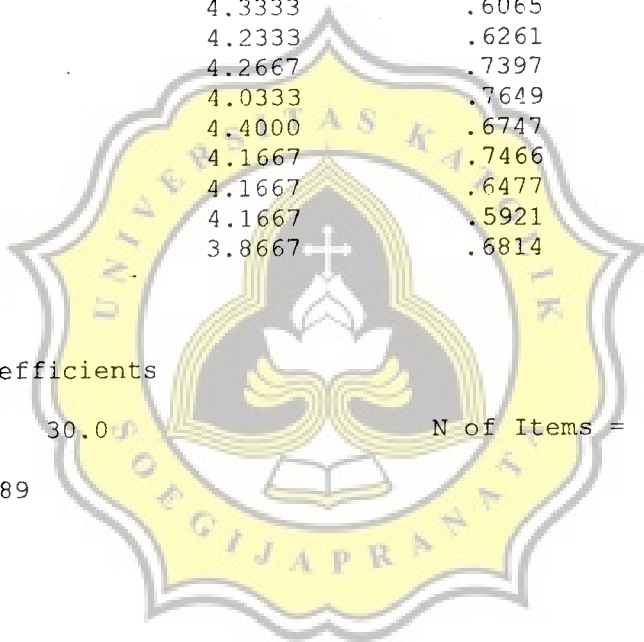 4.3333 .6065
4.2333 .6261
4.2667 .7397
4.0333 .7649
4.4000 .6747
4.1667 .7466
4.1667 .6477
4.1667 .5921
3.8667 .6814
efficients
30.0 N of Items =
89
UNIVERSITAS KATOLIK
SOEGIJAPRANATA